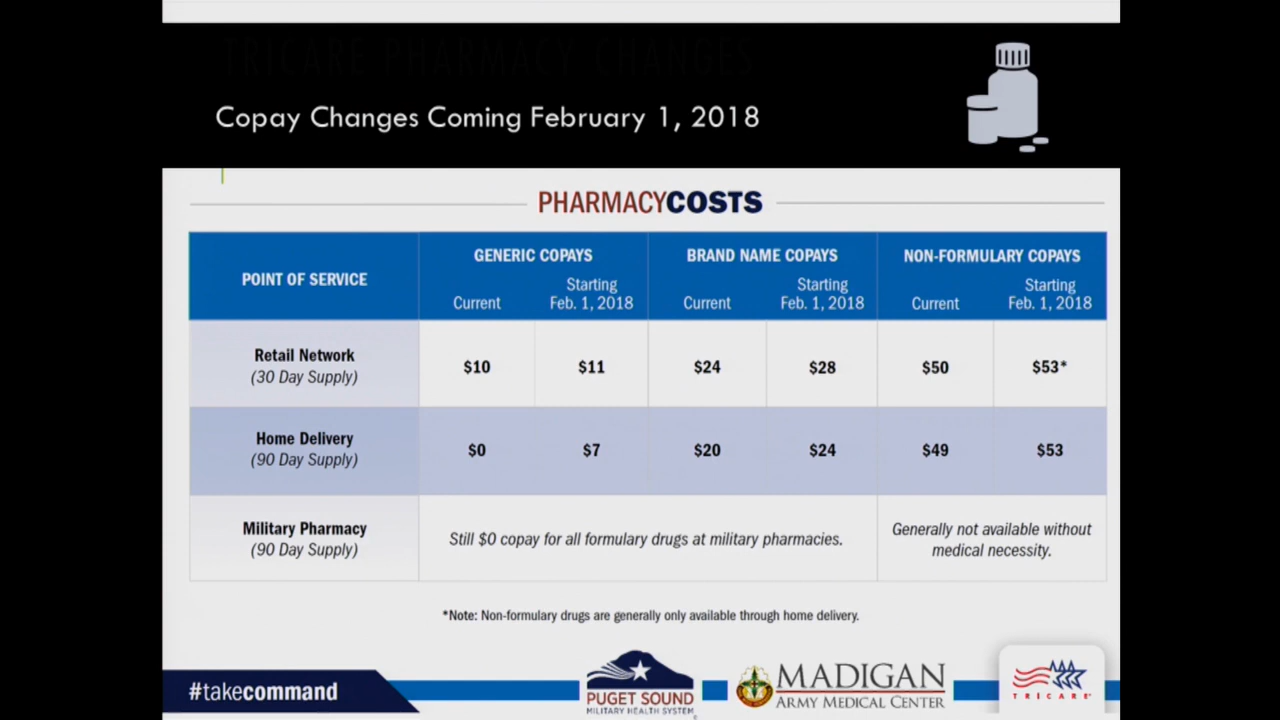 TRICARE PHARMACY CHANGES
Copay Changes Coming February 1, 2018
PHARMACYCOSTS
POINT OF SERVICE
GENERIC COPAYS
BRAND NAME COPAYS
NON-FORMULARY COPAYS
Current
Starting
Feb. 1, 2018
Current
Starting
Feb. 1, 2018
Current
Starting
Feb. 1, 2018
Retail Network
(30 Day Supply)
$10
$11
$24
$28
$50
$53*
Home Delivery
(90 Day Supply)
$0
$7
$20
$24
$49
$53
Military Pharmacy
(90 Day Supply)
Still $0 copay for all formulary drugs at military pharmacies.
Generally not available without
medical necessity.
*Note: Non-formulary drugs are generally only available through home delivery.
#takecommand
PUGET SOUND
MILITARY HEALTH SYSTEM
MADIGAN
ARMY MEDICAL CENTER
TRICARE